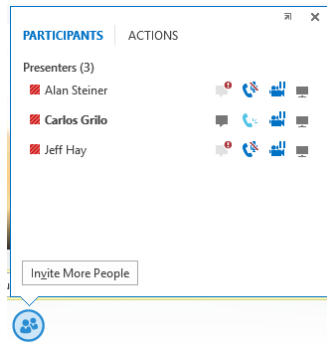 PARTICIPANTS ACTIONS
Presenters (3)
Alan Steiner
Carlos Grilo
Jeff Hay
Invite More People